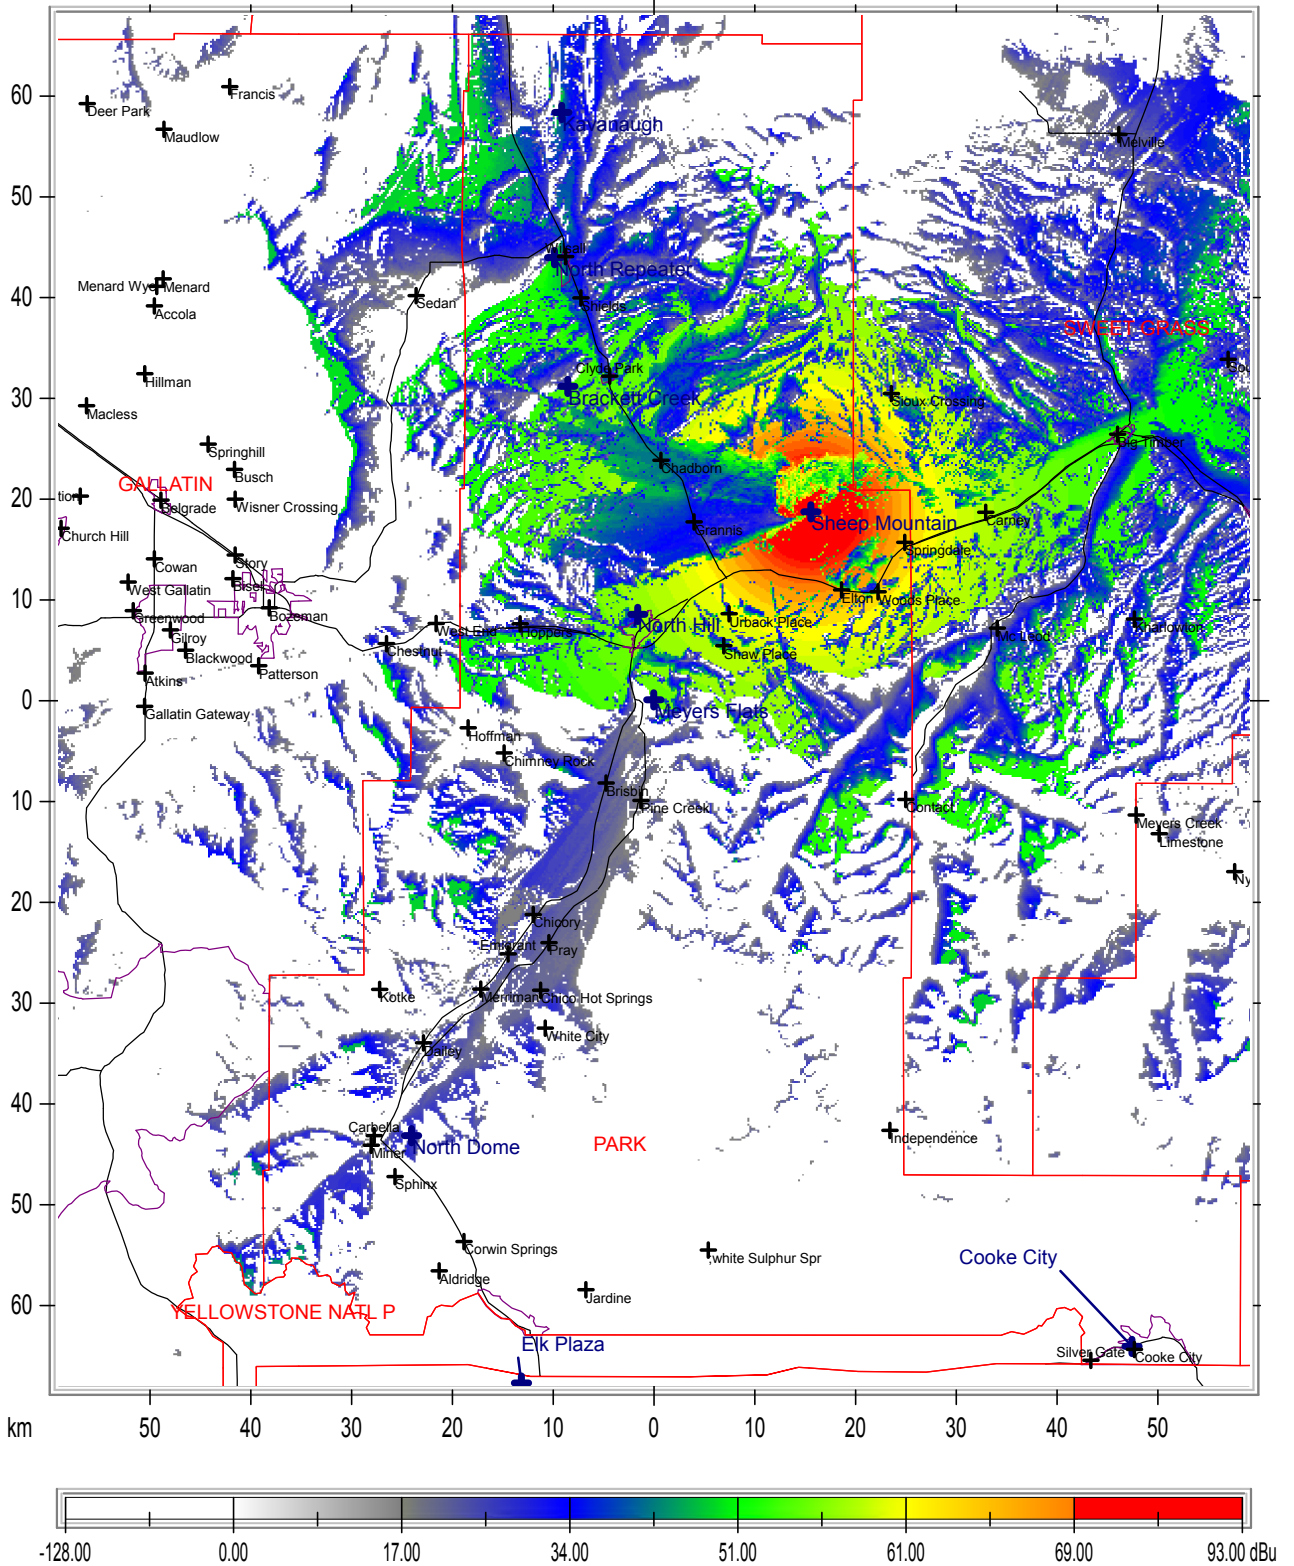 60
50
40
30
20
10
0
10
20
30
40
50
60
km
50
40
30
20
10
0
10
20
30
40
50
Francis
Deer Park
Maudlow
Kavanaugh
Melville
Wilsall
North Repeater
Menard
Accola
Sedan
Shields
SWEET GRASS
Clyde Park
Hillman
Brackett Creek
Sioux Crossing
Macless
Big Timber
Springhill
Busch
Chadborn
GALLATIN
Belgrade
Wisner Crossing
Sheep Mountain
Carney
Grannis
Church Hill
Springdale
Story
Cowan
West Gallatin
Elton
Woods Place
Greenwood
Bozeman
Urback Place
North Hill
West End
Hoppers
Mc Leod
Gilroy
Chestnut
Shaw Place
Blackwood
Patterson
Atkins
Meyers Flats
Gallatin Gateway
Hoffman
Chimney Rock
Brisbin
Pine Creek
Contact
Meyers Creek
Limestone
Ny
Chicory
Emigrant
Pray
Kotke
Merriman
Chico Hot Springs
White City
Dailey
Carbella
Miner
North Dome
PARK
Independence
Sphinx
Corwin Springs
;white Sulphur Spr
Cooke City
Aldridge
Jardine
YELLOWSTONE NATL P
Elk Plaza
Silver Gate
Cooke City
-128.00
0.00
17.00
34.00
51.00
61.00
69.00
93.00 dBu